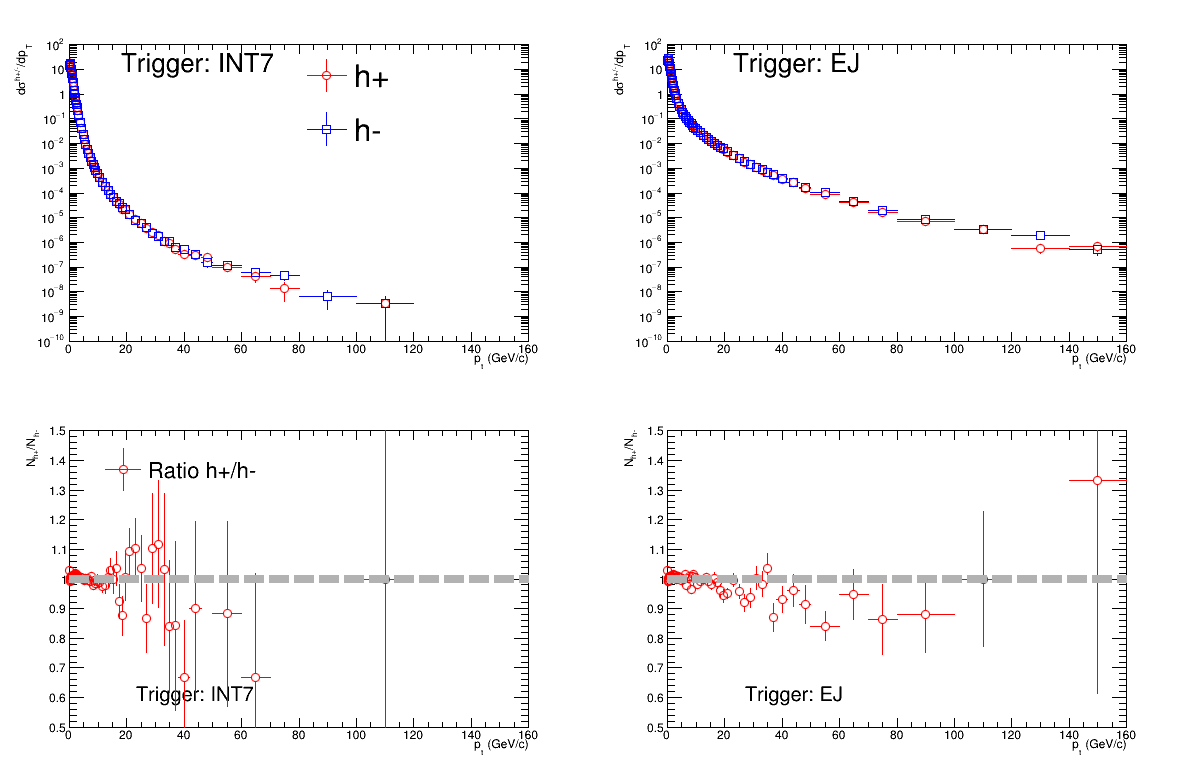 dσ^{h+,-}/dp_T
Trigger: INT7
h+
h-
10²
10
1
10⁻¹
10⁻²
10⁻³
10⁻⁴
10⁻⁵
10⁻⁶
10⁻⁷
10⁻⁸
10⁻⁹
10⁻¹⁰
0 20 40 60 80 100 120 140 160
p_t (GeV/c)
dσ^{h+,-}/dp_T
Trigger: EJ
10²
10
1
10⁻¹
10⁻²
10⁻³
10⁻⁴
10⁻⁵
10⁻⁶
10⁻⁷
10⁻⁸
10⁻⁹
10⁻¹⁰
0 20 40 60 80 100 120 140 160
p_t (GeV/c)
N_{h+}/N_{h-}
Ratio h+/h-
1.5
1.4
1.3
1.2
1.1
1
0.9
0.8
0.7
0.6
0.5
Trigger: INT7
0 20 40 60 80 100 120 140 160
p_t (GeV/c)
N_{h+}/N_{h-}
1.5
1.4
1.3
1.2
1.1
1
0.9
0.8
0.7
0.6
0.5
Trigger: EJ
0 20 40 60 80 100 120 140 160
p_t (GeV/c)